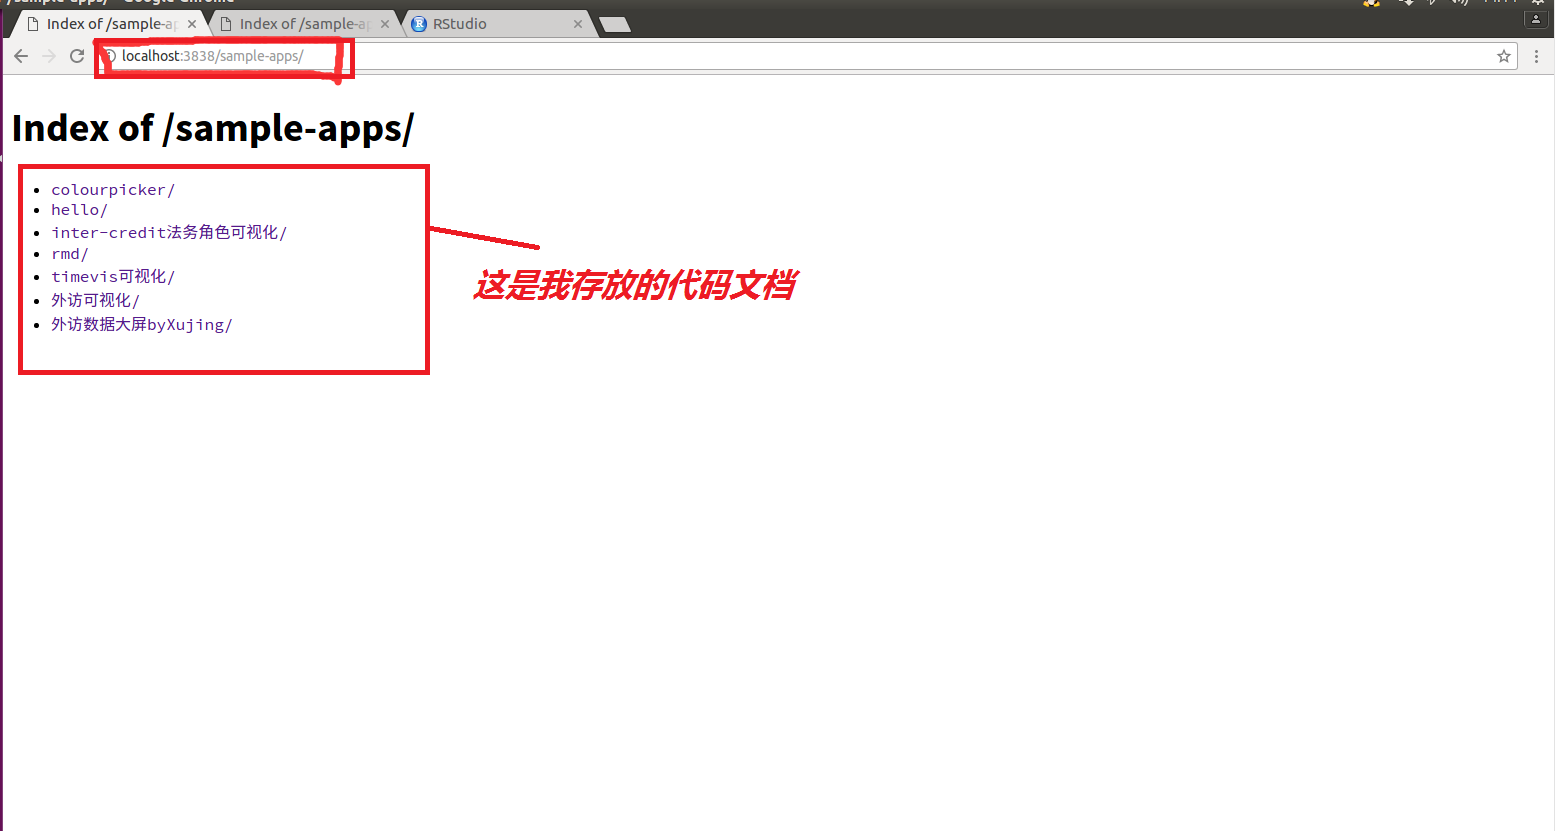 Index of /sample-ap
Index of /sample-ap
RStudio
localhost:3838/sample-apps/
Index of /sample-apps/
colourpicker/
hello/
inter-credit法务角色可视化/
rmd/
timevis可视化/
外访可视化/
外访数据大屏byXujing/
这是我存放的代码文档